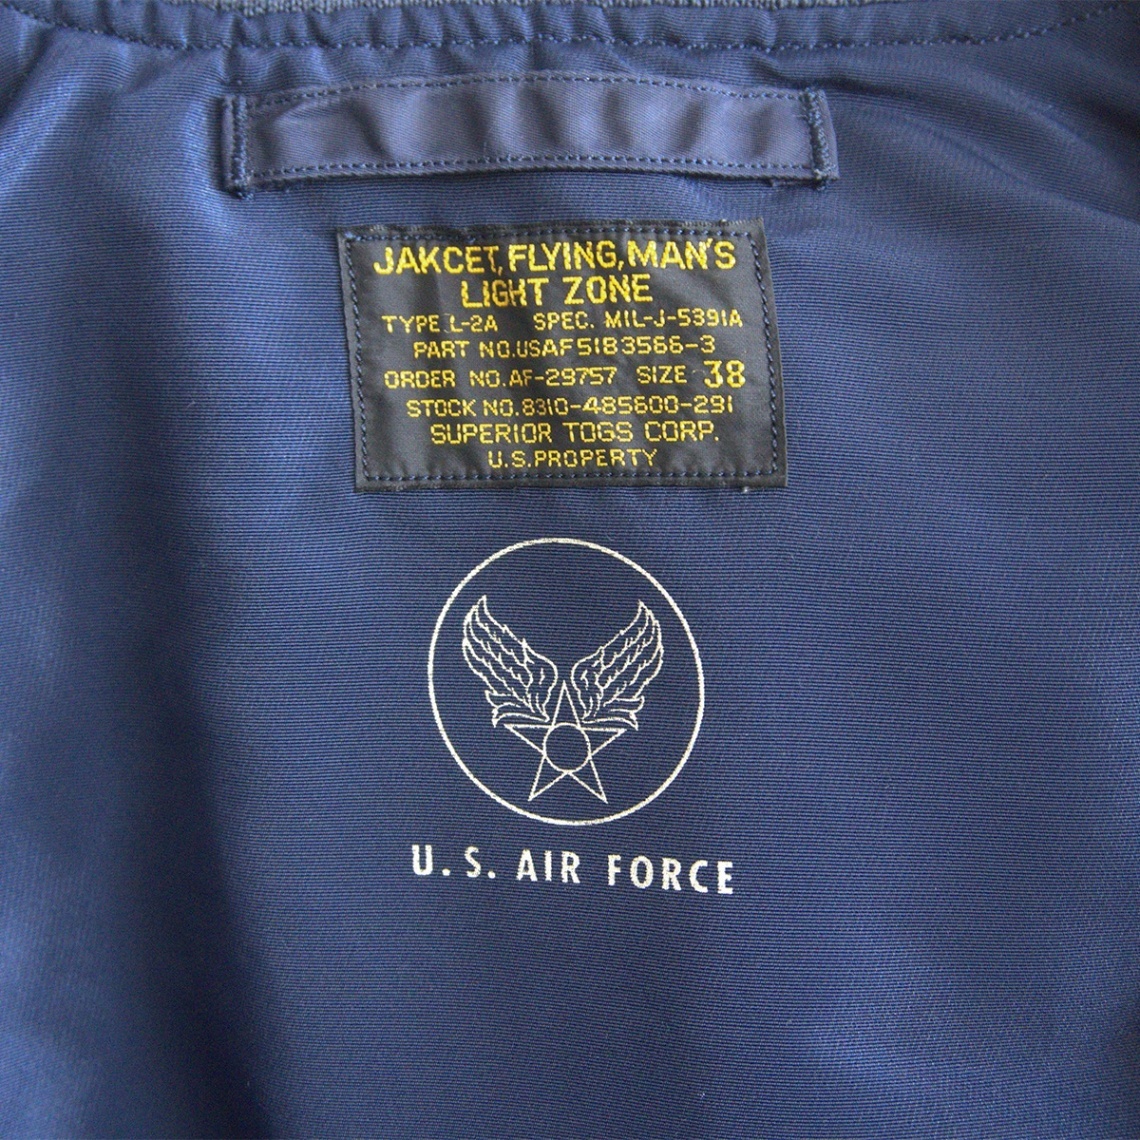 JAKCET, FLYING, MAN'S
LIGHT ZONE
TYPE L-2A SPEC. MIL-J-5391A
PART NO.USAF51B3566-3
ORDER NO.AF-29757 SIZE 38
STOCK NO.8310-485600-291
SUPERIOR TOGS CORP.
U.S.PROPERTY
U.S. AIR FORCE